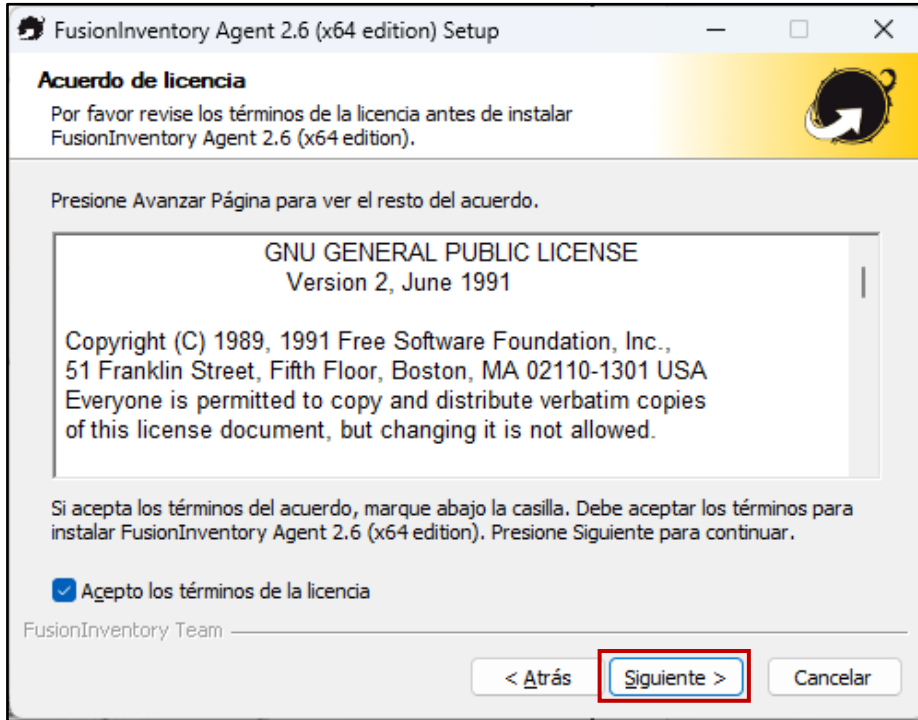 FusionInventory Agent 2.6 (x64 edition) Setup
Acuerdo de licencia
Por favor revise los términos de la licencia antes de instalar
FusionInventory Agent 2.6 (x64 edition).
Presione Avanzar Página para ver el resto del acuerdo.
GNU GENERAL PUBLIC LICENSE
Version 2, June 1991
Copyright (C) 1989, 1991 Free Software Foundation, Inc.,
51 Franklin Street, Fifth Floor, Boston, MA 02110-1301 USA
Everyone is permitted to copy and distribute verbatim copies
of this license document, but changing it is not allowed.
Si acepta los términos del acuerdo, marque abajo la casilla. Debe aceptar los términos para
instalar FusionInventory Agent 2.6 (x64 edition). Presione Siguiente para continuar.
Acepto los términos de la licencia
FusionInventory Team
< Atrás Siguiente > Cancelar